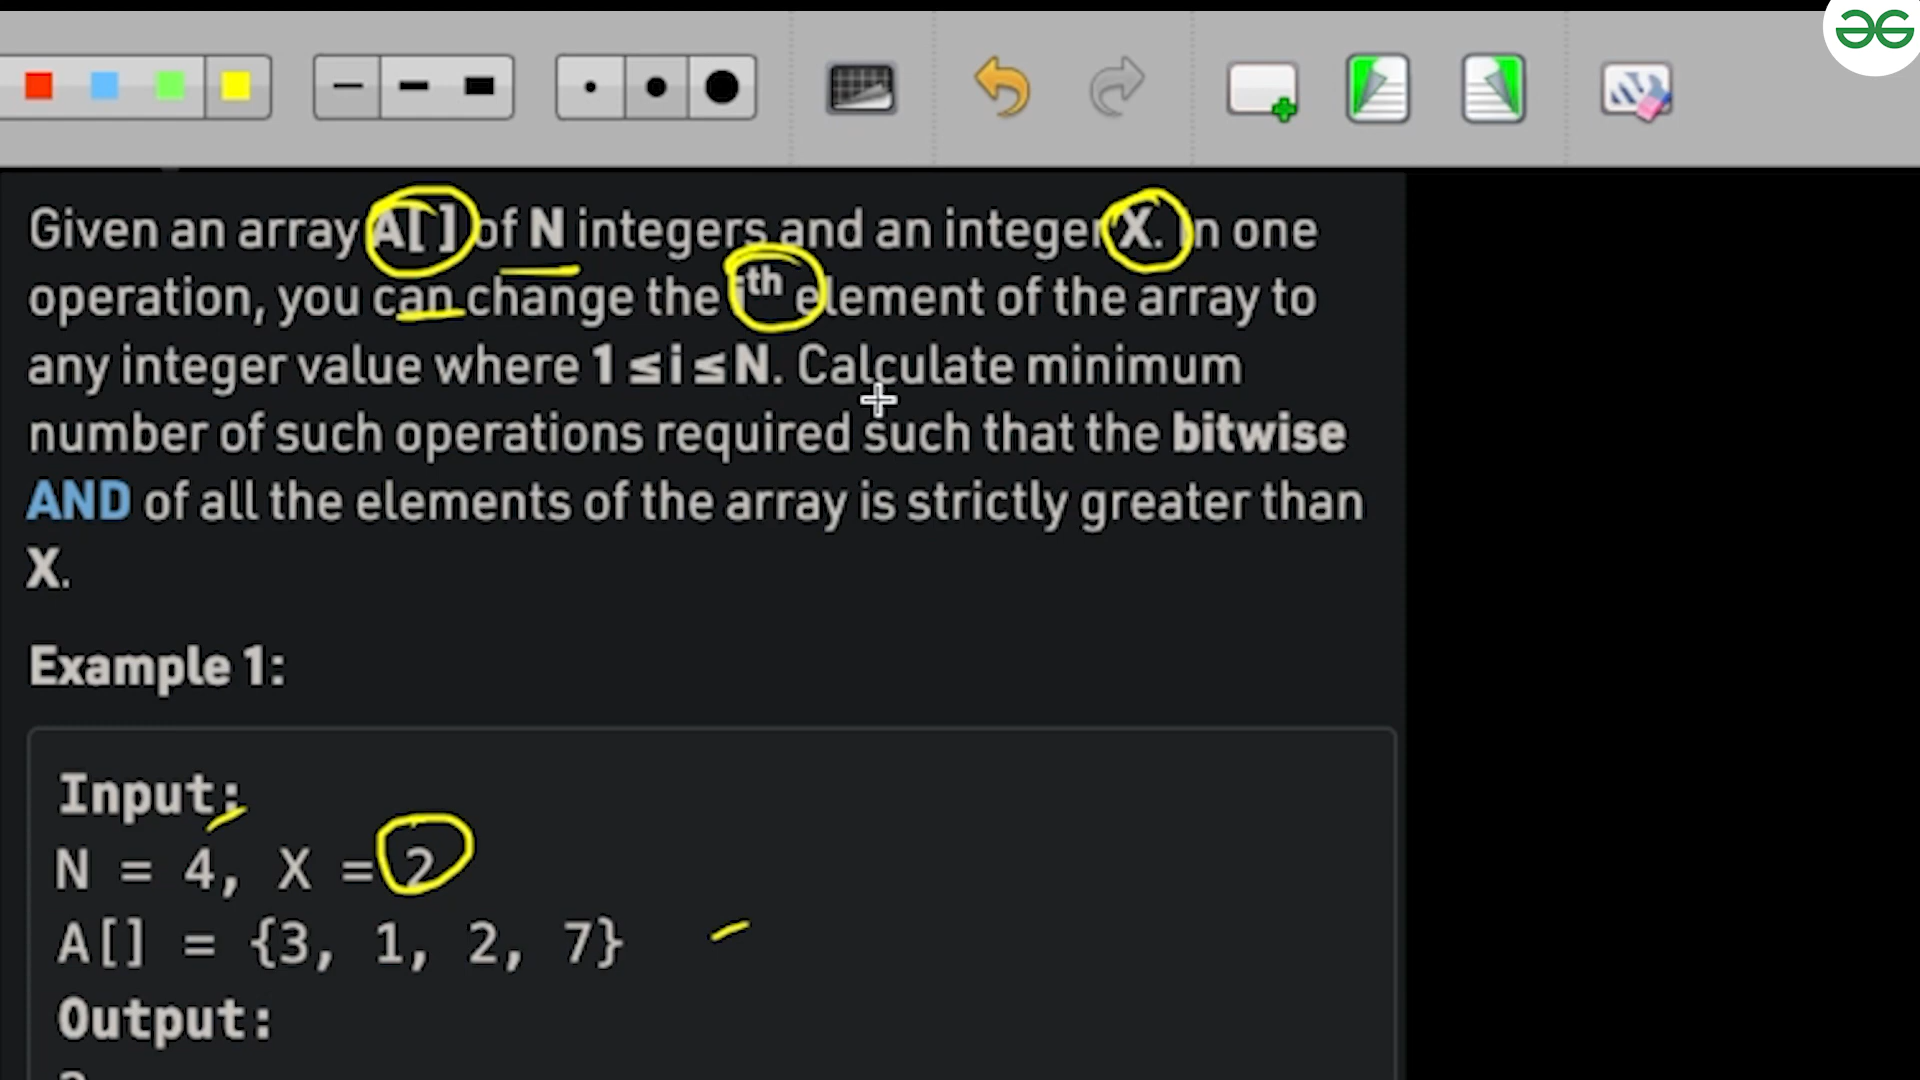 Given an array A[ ] of N integers and an integer X. In one
operation, you can change the ith element of the array to
any integer value where 1 ≤ i ≤ N. Calculate minimum
number of such operations required such that the bitwise
AND of all the elements of the array is strictly greater than
X.
Example 1:
Input:
N = 4, X = 2
A[] = {3, 1, 2, 7}
Output: